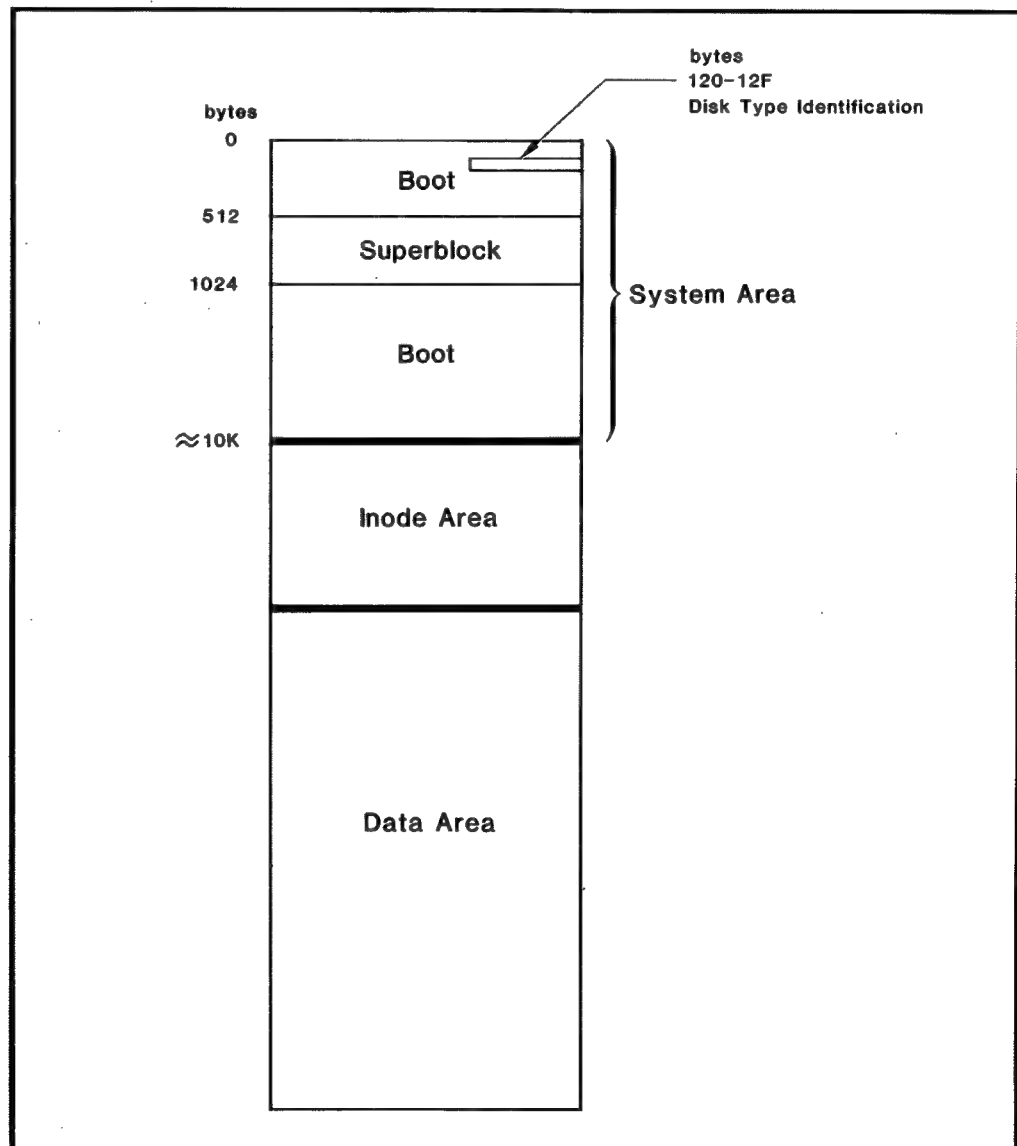 bytes
120-12F
Disk Type Identification
bytes
0
Boot
512
Superblock
1024
System Area
Boot
≈10K
Inode Area
Data Area